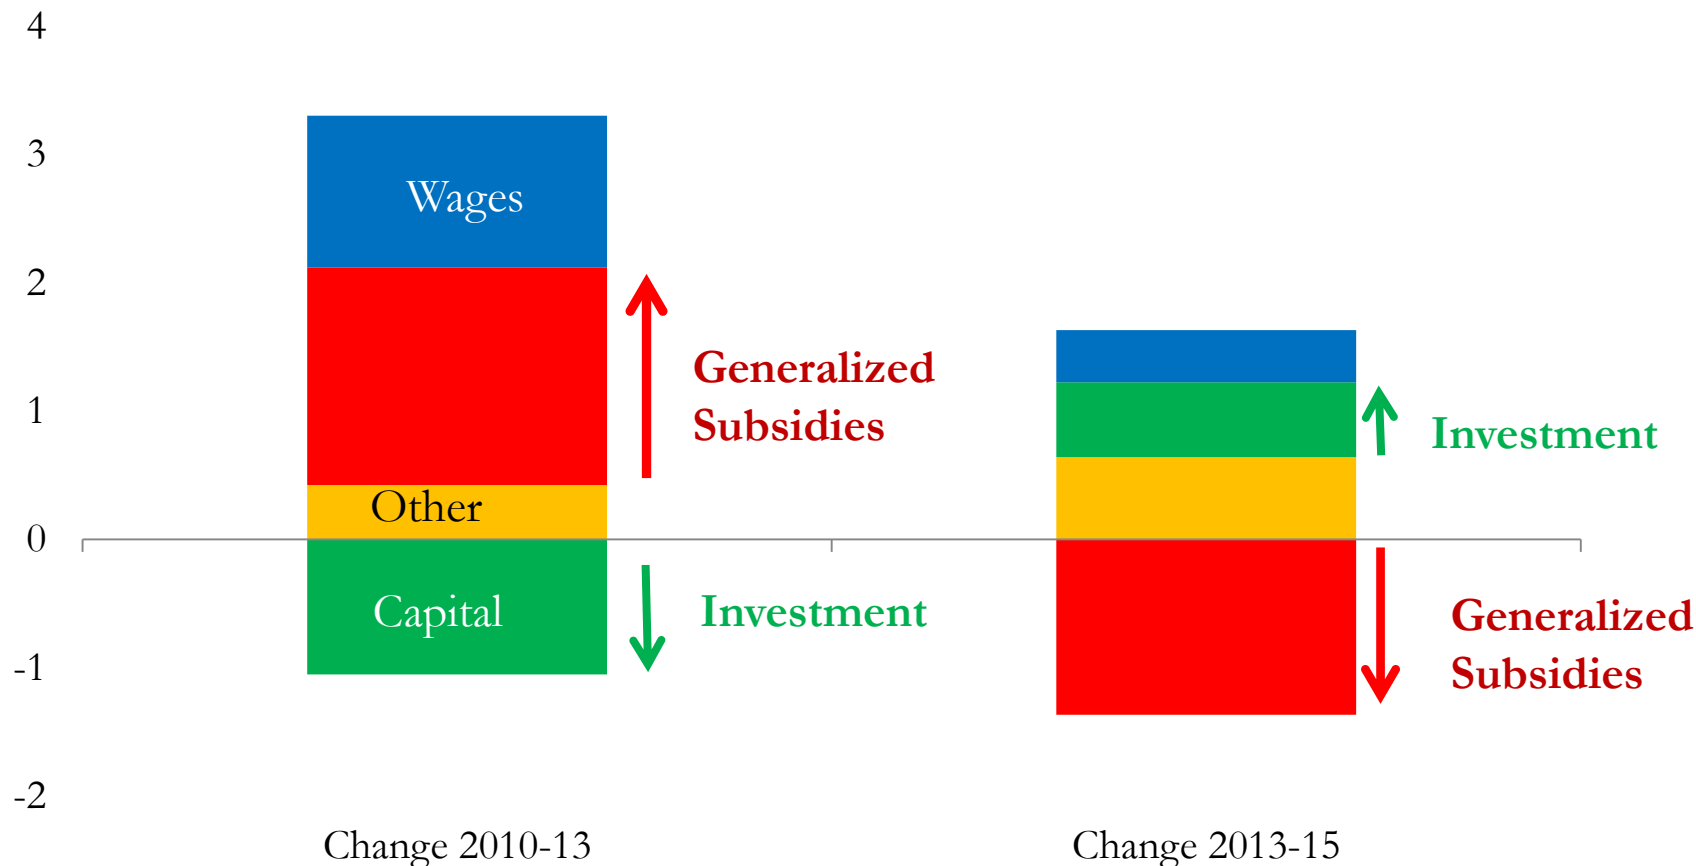 4
3
Wages
2
Generalized
Subsidies
1
Investment
Other
0
Capital
Investment
Generalized
Subsidies
-1
-2
Change 2010-13
Change 2013-15